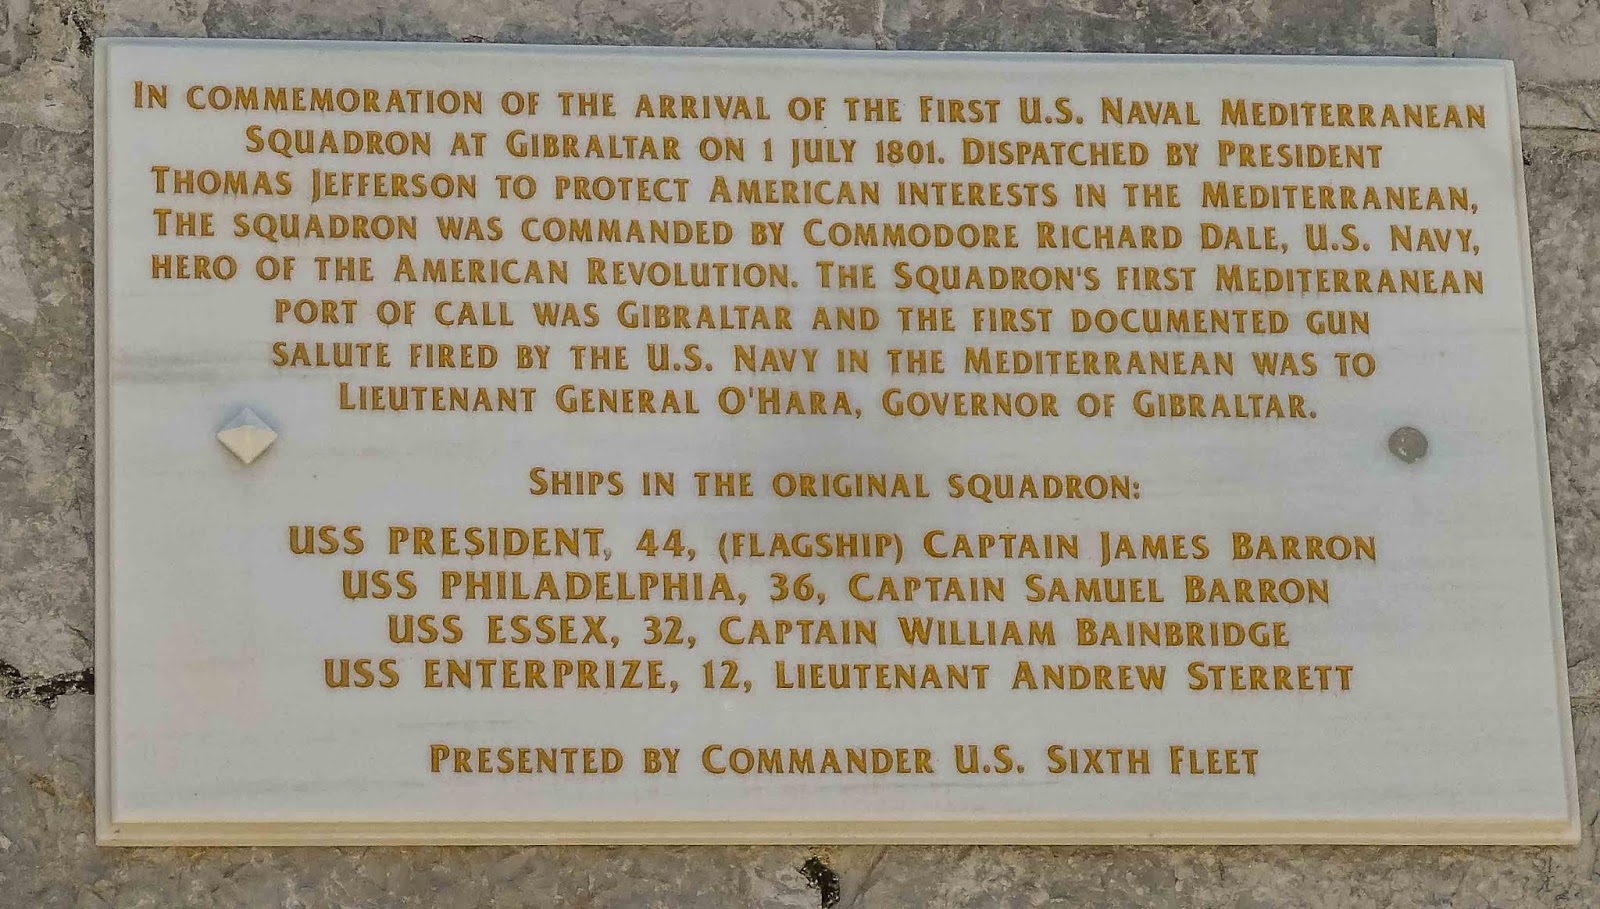 In commemoration of the arrival of the First U.S. Naval Mediterranean
Squadron at Gibraltar on 1 July 1801. Dispatched by President
Thomas Jefferson to protect American interests in the Mediterranean,
The squadron was commanded by Commodore Richard Dale, U.S. Navy,
hero of the American Revolution. The Squadron's first Mediterranean
port of call was Gibraltar and the first documented gun
salute fired by the U.S. Navy in the Mediterranean was to
Lieutenant General O'Hara, Governor of Gibraltar.
Ships in the original squadron:
USS PRESIDENT, 44, (flagship) Captain James Barron
USS PHILADELPHIA, 36, Captain Samuel Barron
USS ESSEX, 32, Captain William Bainbridge
USS ENTERPRIZE, 12, Lieutenant Andrew Sterrett
Presented by Commander U.S. Sixth Fleet